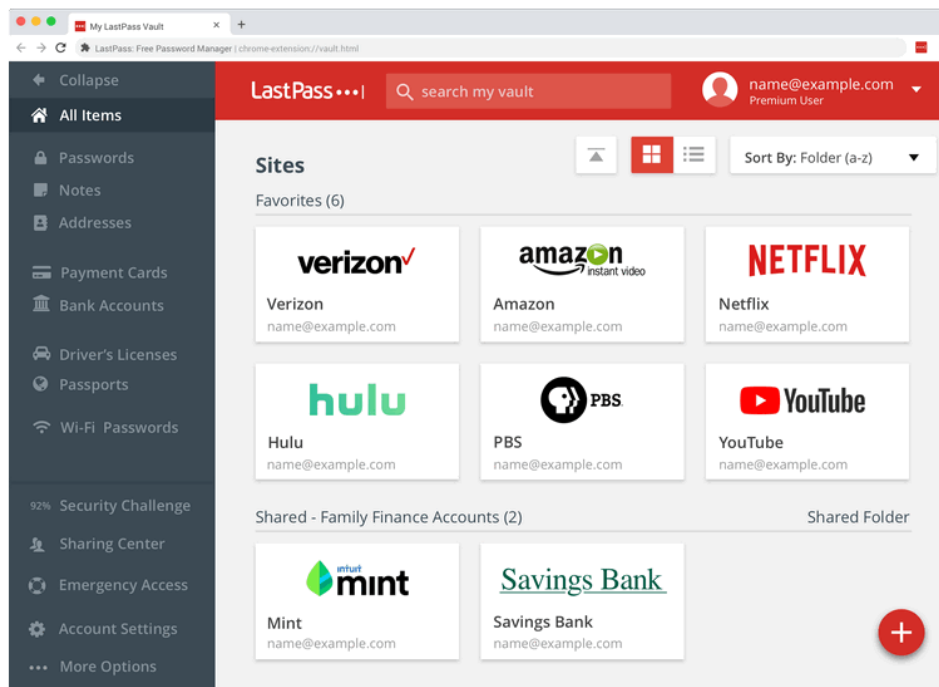 My LastPass Vault
LastPass: Free Password Manager | chrome-extension://vault.html
Collapse
All Items
Passwords
Notes
Addresses
Payment Cards
Bank Accounts
Driver's Licenses
Passports
Wi-Fi Passwords
92% Security Challenge
Sharing Center
Emergency Access
Account Settings
More Options
LastPass
search my vault
name@example.com
Premium User
Sites
Sort By: Folder (a-z)
Favorites (6)
verizon
Verizon
name@example.com
amazon
instant video
Amazon
name@example.com
NETFLIX
Netflix
name@example.com
hulu
Hulu
name@example.com
PBS
PBS
name@example.com
YouTube
YouTube
name@example.com
Shared - Family Finance Accounts (2)
Shared Folder
intuit
mint
Mint
name@example.com
Savings Bank
Savings Bank
name@example.com